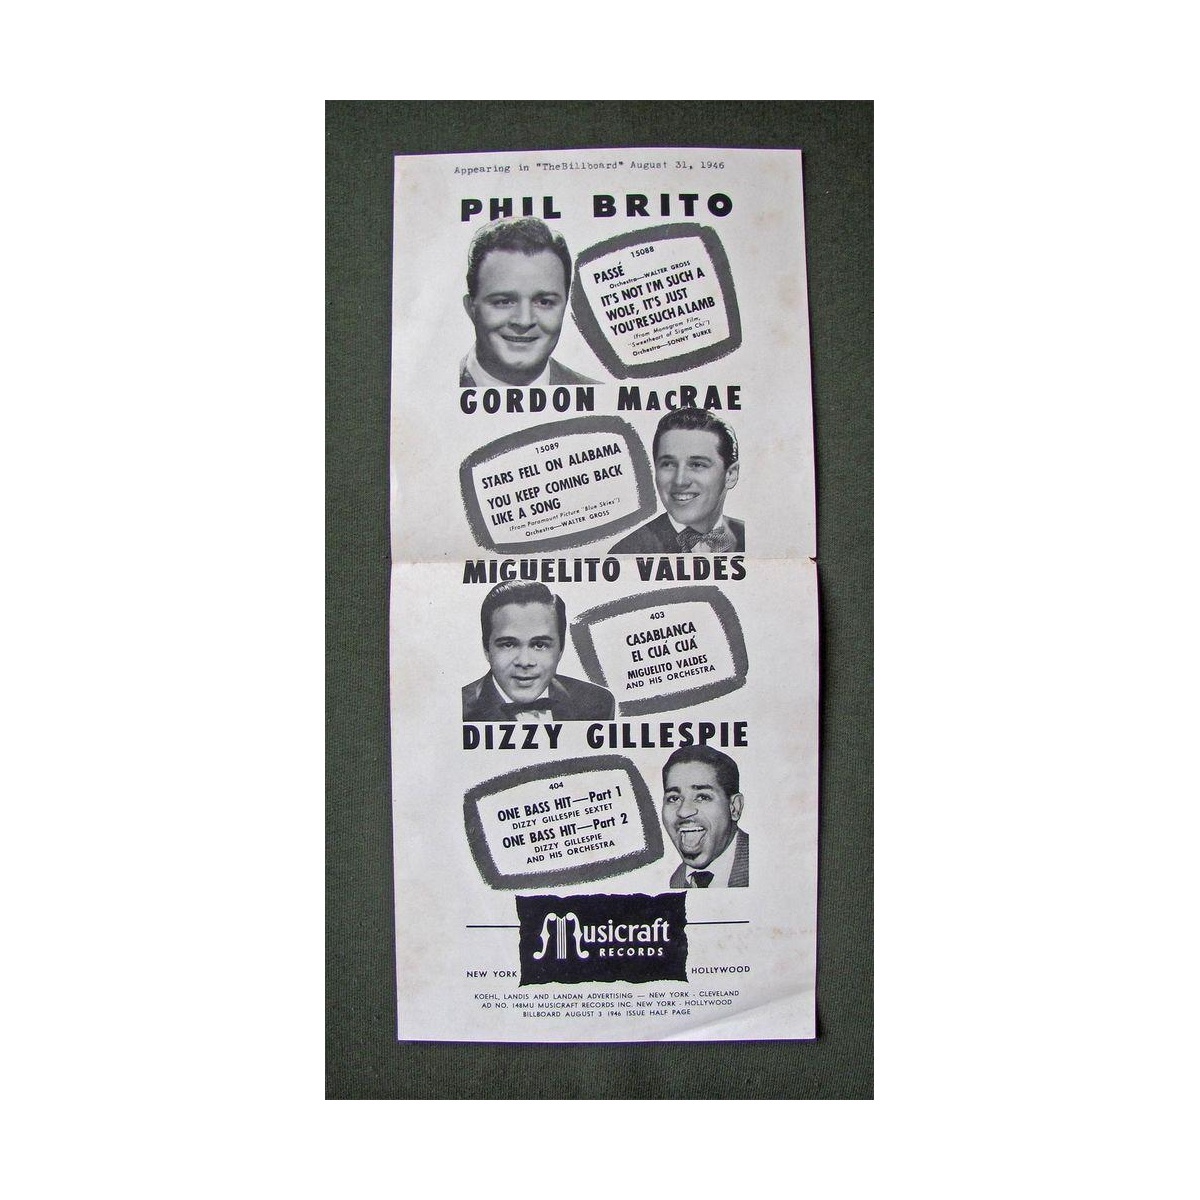 Appearing in "TheBillboard" August 31, 1946
PHIL BRITO
15088
PASSÉ
Orchestra—WALTER GROSS
IT'S NOT I'M SUCH A
WOLF, IT'S JUST
YOU'RE SUCH A LAMB
(From Monogram Film,
"Sweetheart of Sigma Chi")
Orchestra—SONNY BURKE
GORDON MacRAE
15089
STARS FELL ON ALABAMA
YOU KEEP COMING BACK
LIKE A SONG
(From Paramount Picture "Blue Skies")
Orchestra—WALTER GROSS
MIGUELITO VALDES
403
CASABLANCA
EL CUÁ CUÁ
MIGUELITO VALDES
AND HIS ORCHESTRA
DIZZY GILLESPIE
404
ONE BASS HIT—Part 1
DIZZY GILLESPIE SEXTET
ONE BASS HIT—Part 2
DIZZY GILLESPIE
AND HIS ORCHESTRA
Musicraft
RECORDS
NEW YORK HOLLYWOOD
KOEHL, LANDIS AND LANDAN ADVERTISING — NEW YORK - CLEVELAND
AD NO. 148MU MUSICRAFT RECORDS INC. NEW YORK - HOLLYWOOD
BILLBOARD AUGUST 3 1946 ISSUE HALF PAGE